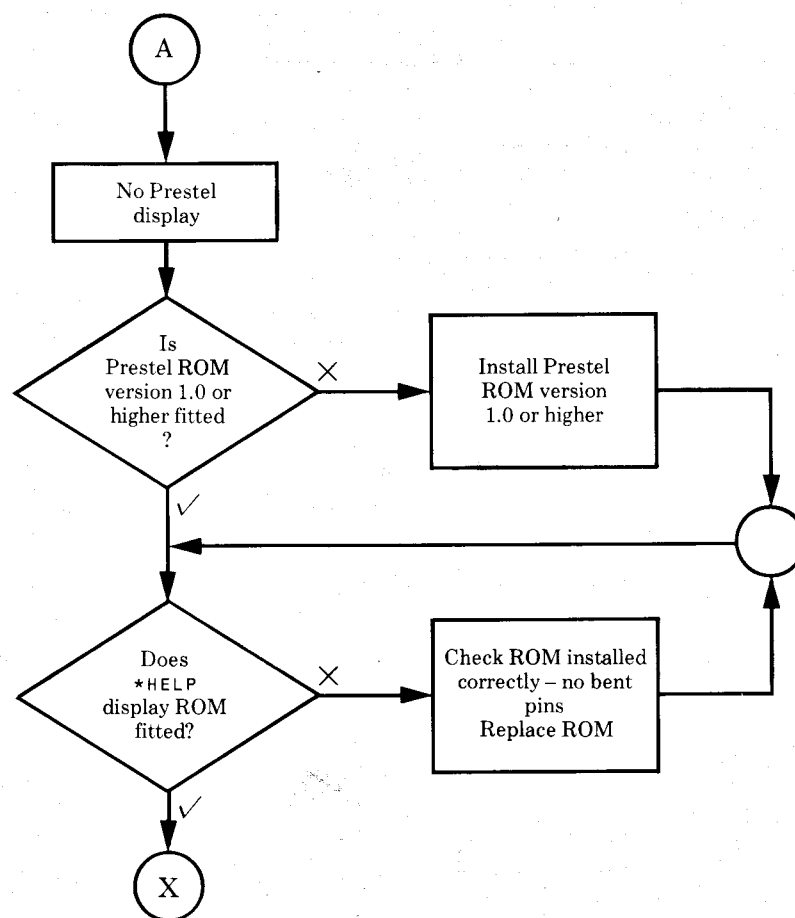 A
No Prestel
display
Is
Prestel ROM
version 1.0 or
higher fitted
?
×
Install Prestel
ROM version
1.0 or higher
✓
Does
*HELP
display ROM
fitted?
×
Check ROM installed
correctly – no bent
pins
Replace ROM
✓
X